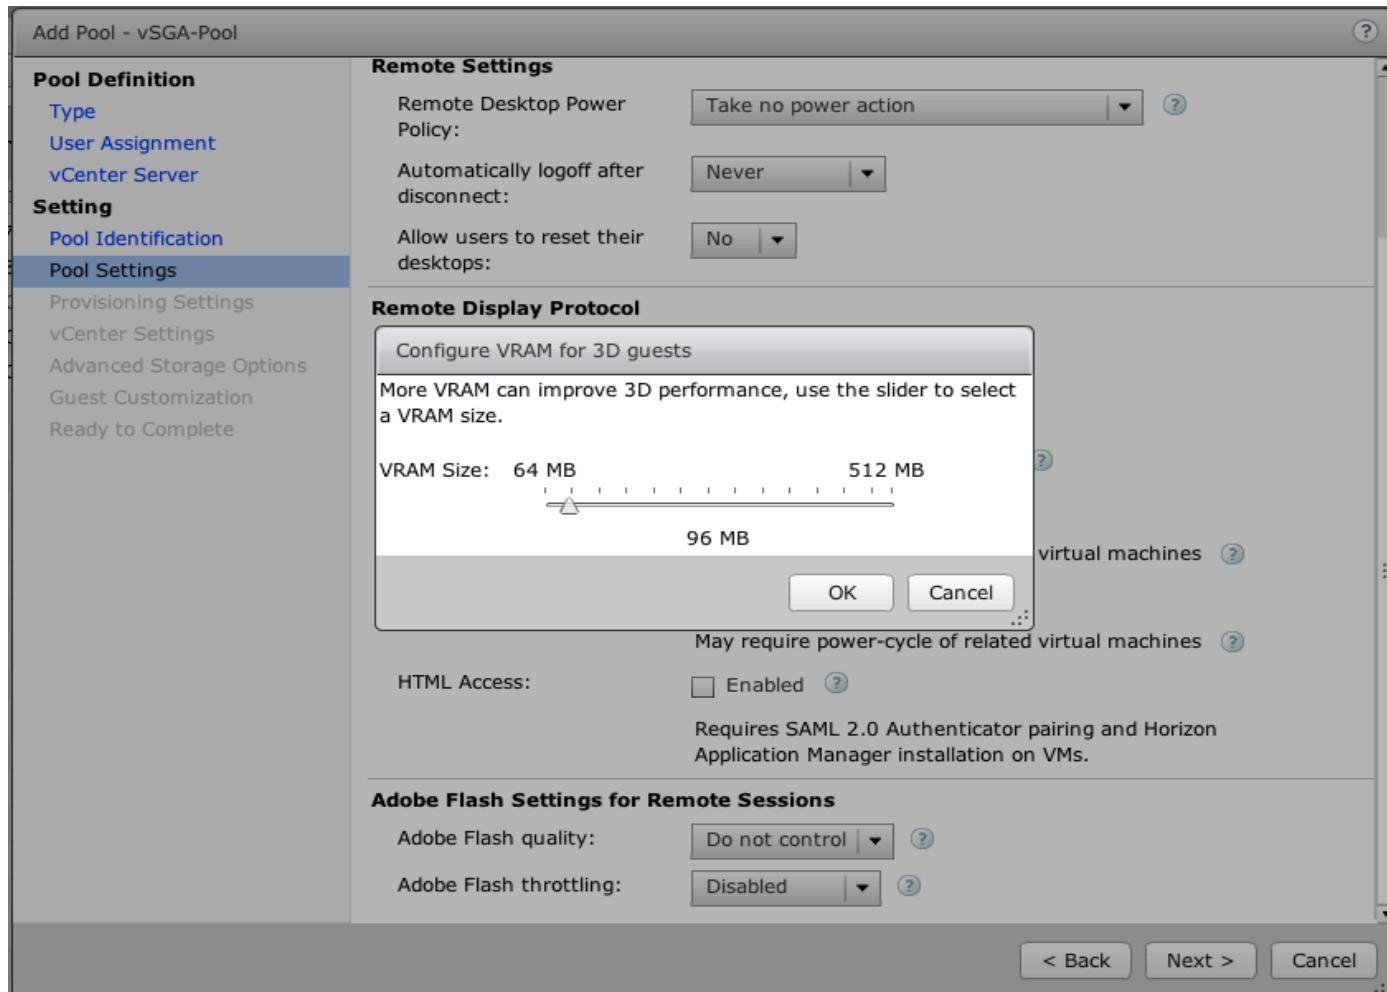 Add Pool - vSGA-Pool
?
Pool Definition
Type
User Assignment
vCenter Server
Setting
Pool Identification
Pool Settings
Provisioning Settings
vCenter Settings
Advanced Storage Options
Guest Customization
Ready to Complete
Remote Settings
Remote Desktop Power
Policy:
Take no power action
?
Automatically logoff after
disconnect:
Never
Allow users to reset their
desktops:
No
Remote Display Protocol
Configure VRAM for 3D guests
More VRAM can improve 3D performance, use the slider to select
a VRAM size.
VRAM Size: 64 MB 512 MB
96 MB
OK Cancel
?
virtual machines ?
May require power-cycle of related virtual machines ?
HTML Access:
Enabled ?
Requires SAML 2.0 Authenticator pairing and Horizon
Application Manager installation on VMs.
Adobe Flash Settings for Remote Sessions
Adobe Flash quality: Do not control ?
Adobe Flash throttling: Disabled ?
< Back Next > Cancel